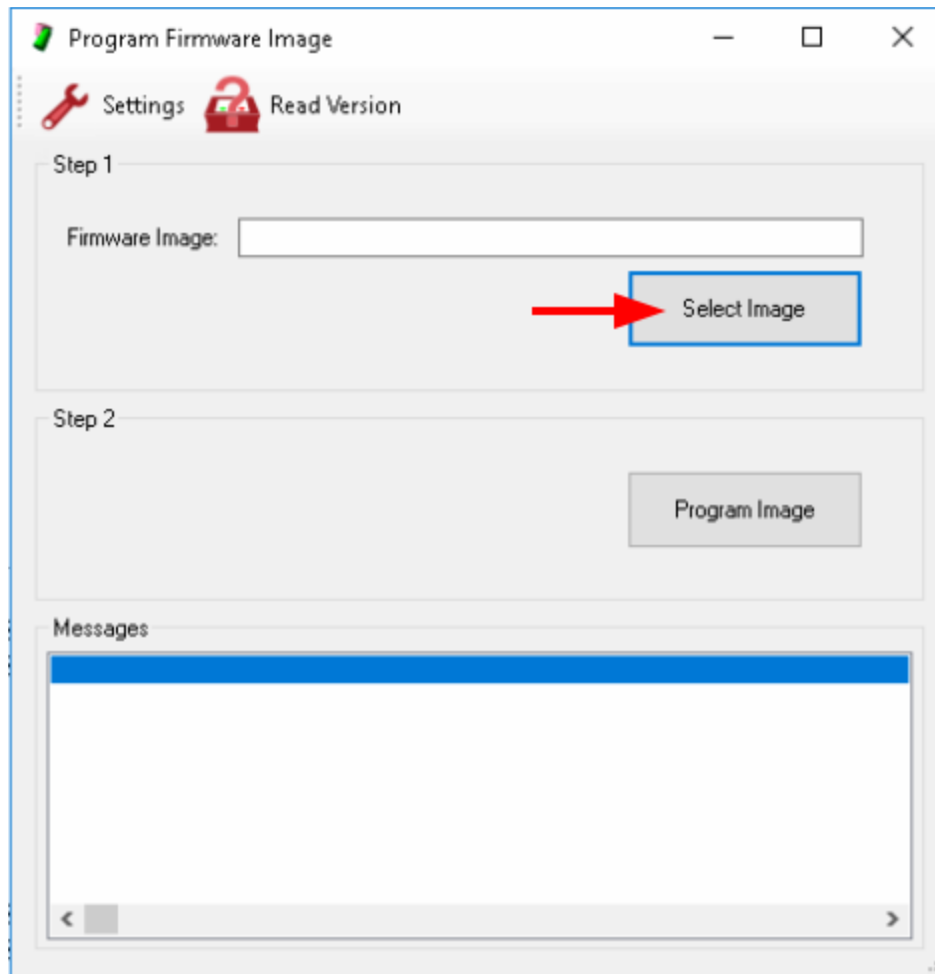 Program Firmware Image
Settings Read Version
Step 1
Firmware Image:
Select Image
Step 2
Program Image
Messages